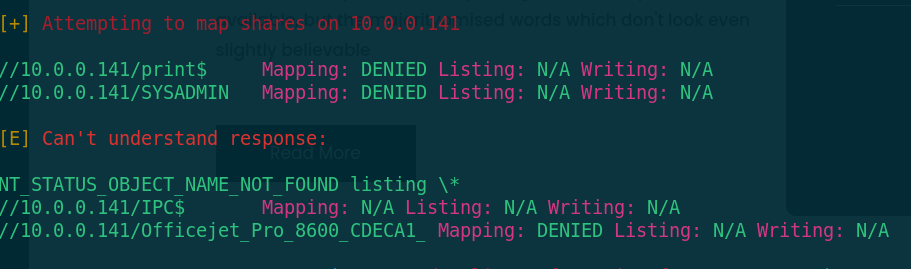 [+] Attempting to map shares on 10.0.0.141
but the                   ised words which don't look even
slightly believable
//10.0.0.141/print$     Mapping: DENIED Listing: N/A Writing: N/A
//10.0.0.141/SYSADMIN   Mapping: DENIED Listing: N/A Writing: N/A
[E] Can't understand response:
Read More
NT_STATUS_OBJECT_NAME_NOT_FOUND listing \*
//10.0.0.141/IPC$       Mapping: N/A Listing: N/A Writing: N/A
//10.0.0.141/Officejet_Pro_8600_CDECA1_ Mapping: DENIED Listing: N/A Writing: N/A